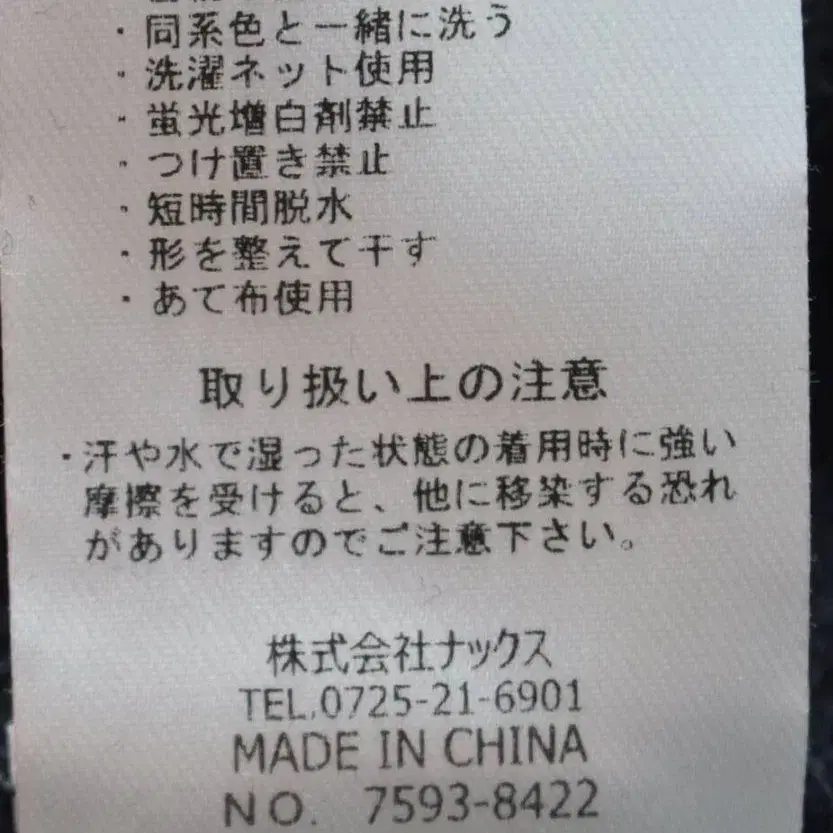 ・同系色と一緒に洗う
・洗濯ネット使用
・蛍光増白剤禁止
・つけ置き禁止
・短時間脱水
・形を整えて干す
・あて布使用
取り扱い上の注意
・汗や水で湿った状態の着用時に強い
摩擦を受けると、他に移染する恐れ
がありますのでご注意下さい。
株式会社ナックス
TEL.0725-21-6901
MADE IN CHINA
NO. 7593-8422